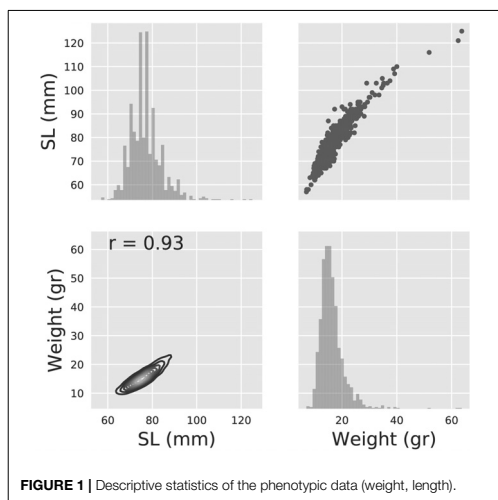 120
110
100
90
80
70
60
SL (mm)
r = 0.93
60
50
40
30
20
10
Weight (gr)
60 80 100 120
SL (mm)
20 40 60
Weight (gr)
FIGURE 1 | Descriptive statistics of the phenotypic data (weight, length).